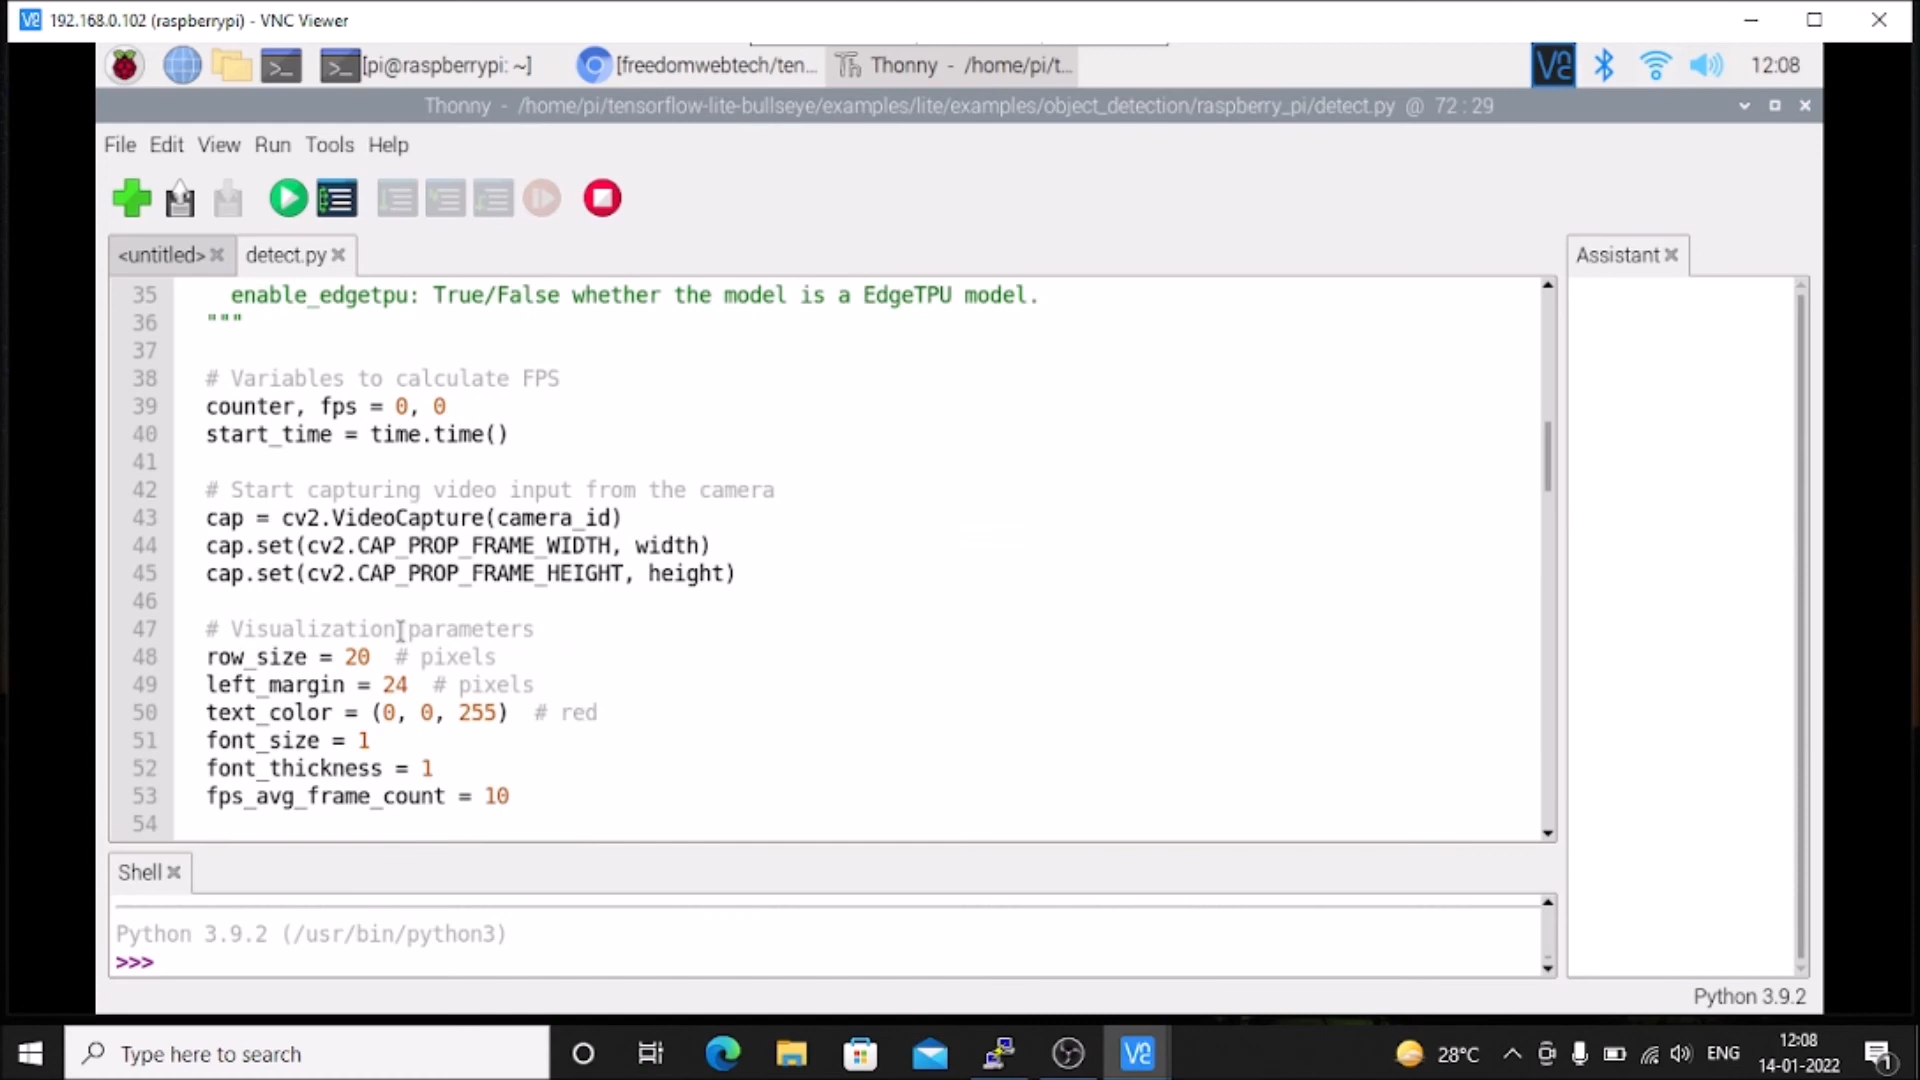 192.168.0.102 (raspberrypi) - VNC Viewer
[pi@raspberrypi: ~]
[freedomwebtech/ten...
Thonny - /home/pi/t...
12:08
Thonny - /home/pi/tensorflow-lite-bullseye/examples/lite/examples/object_detection/raspberry_pi/detect.py @ 72 : 29
File Edit View Run Tools Help
<untitled>
detect.py
Assistant
35 enable_edgetpu: True/False whether the model is a EdgeTPU model.
36 """
37
38 # Variables to calculate FPS
39 counter, fps = 0, 0
40 start_time = time.time()
41
42 # Start capturing video input from the camera
43 cap = cv2.VideoCapture(camera_id)
44 cap.set(cv2.CAP_PROP_FRAME_WIDTH, width)
45 cap.set(cv2.CAP_PROP_FRAME_HEIGHT, height)
46
47 # Visualization parameters
48 row_size = 20 # pixels
49 left_margin = 24 # pixels
50 text_color = (0, 0, 255) # red
51 font_size = 1
52 font_thickness = 1
53 fps_avg_frame_count = 10
54
Shell
Python 3.9.2 (/usr/bin/python3)
>>>
Python 3.9.2
Type here to search
28°C
ENG
12:08
14-01-2022
1